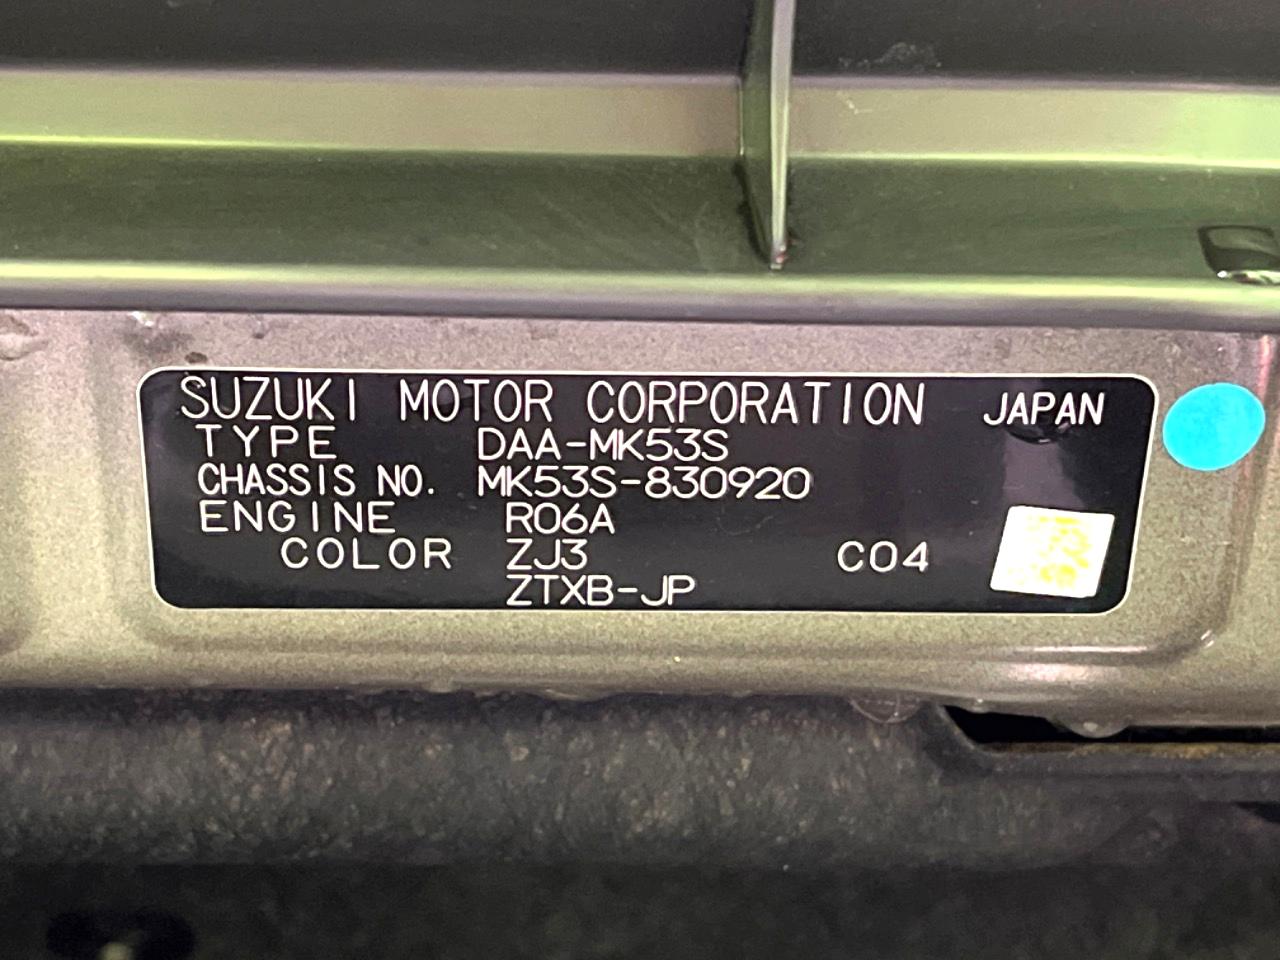 SUZUKI MOTOR CORPORATION JAPAN
TYPE DAA-MK53S
CHASSIS NO. MK53S-830920
ENGINE R06A
COLOR ZJ3 C04
ZTXB-JP